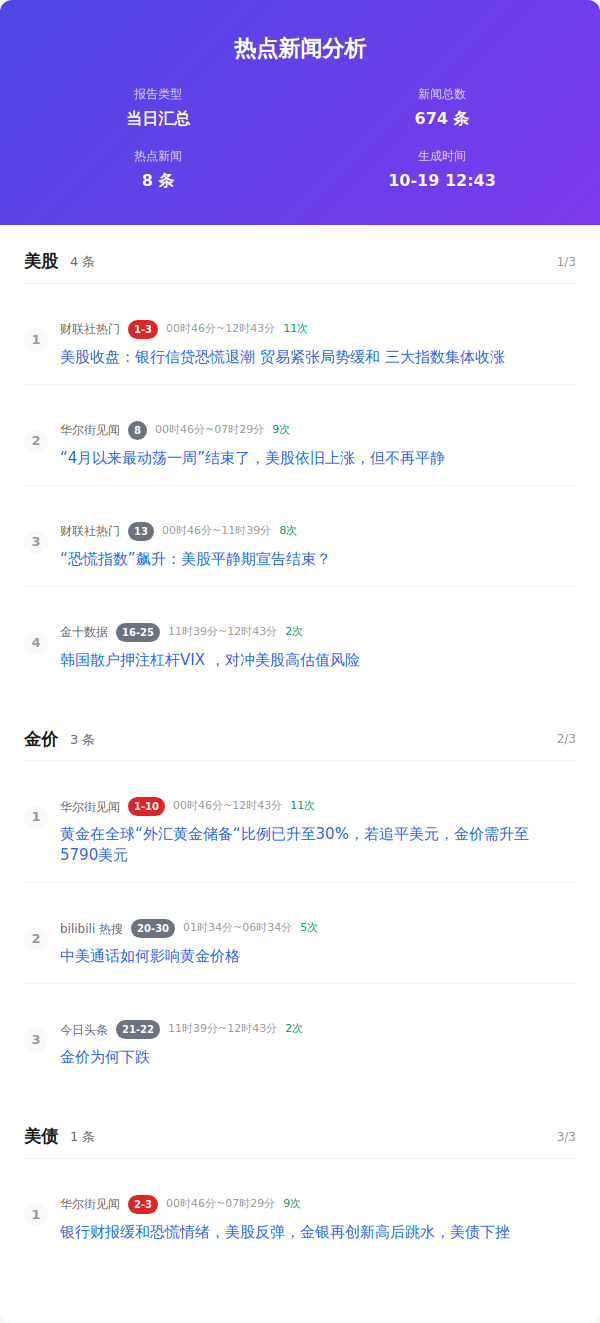 热点新闻分析
报告类型
新闻总数
当日汇总
674 条
热点新闻
生成时间
8 条
10-19 12:43
美股 4 条 1/3
1 财联社热门 1-3 00时46分~12时43分 11次
美股收盘：银行信贷恐慌退潮 贸易紧张局势缓和 三大指数集体收涨
2 华尔街见闻 8 00时46分~07时29分 9次
“4月以来最动荡一周”结束了，美股依旧上涨，但不再平静
3 财联社热门 13 00时46分~11时39分 8次
“恐慌指数”飙升：美股平静期宣告结束？
4 金十数据 16-25 11时39分~12时43分 2次
韩国散户押注杠杆VIX ，对冲美股高估值风险
金价 3 条 2/3
1 华尔街见闻 1-10 00时46分~12时43分 11次
黄金在全球“外汇黄金储备“比例已升至30%，若追平美元，金价需升至
5790美元
2 bilibili 热搜 20-30 01时34分~06时34分 5次
中美通话如何影响黄金价格
3 今日头条 21-22 11时39分~12时43分 2次
金价为何下跌
美债 1 条 3/3
1 华尔街见闻 2-3 00时46分~07时29分 9次
银行财报缓和恐慌情绪，美股反弹，金银再创新高后跳水，美债下挫